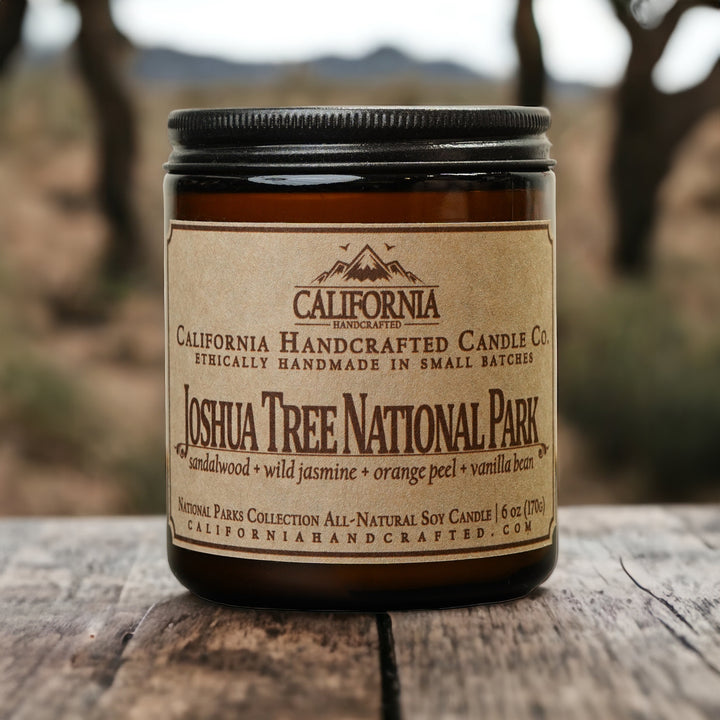 CALIFORNIA
HANDCRAFTED
CALIFORNIA HANDCRAFTED CANDLE CO.
ETHICALLY HANDMADE IN SMALL BATCHES
JOSHUA TREE NATIONAL PARK
sandalwood + wild jasmine + orange peel + vanilla bean
NATIONAL PARKS COLLECTION ALL-NATURAL SOY CANDLE | 6 OZ (170G)
CALIFORNIAHANDCRAFTED.COM